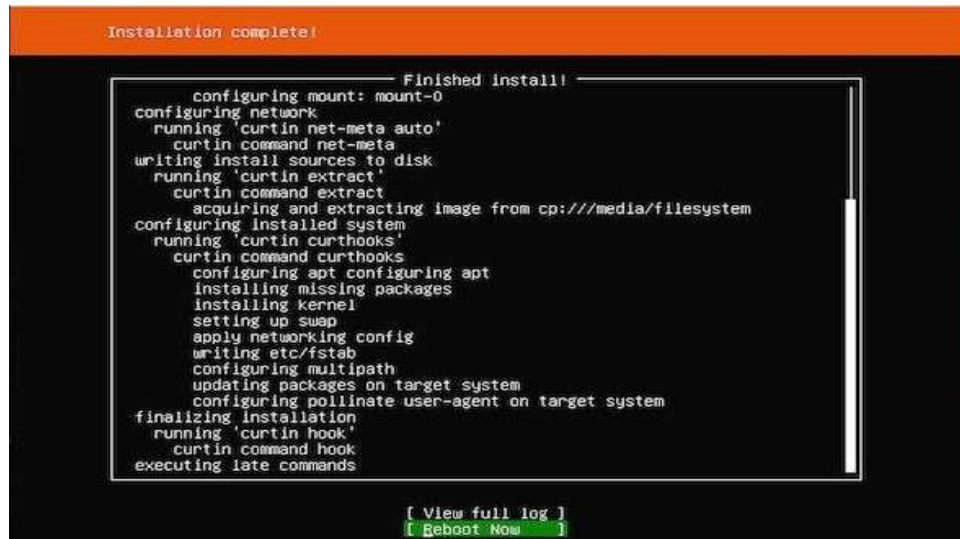 Installation complete!
Finished install!
configuring mount: mount-0
configuring network
running 'curtin net-meta auto'
curtin command net-meta
writing install sources to disk
running 'curtin extract'
curtin command extract
acquiring and extracting image from cp:///media/filesystem
configuring installed system
running 'curtin curthooks'
curtin command curthooks
configuring apt configuring apt
installing missing packages
installing kernel
setting up swap
apply networking config
writing etc/fstab
configuring multipath
updating packages on target system
configuring pollinate user-agent on target system
finalizing installation
running 'curtin hook'
curtin command hook
executing late commands
[ View full log ]
[ Reboot Now ]